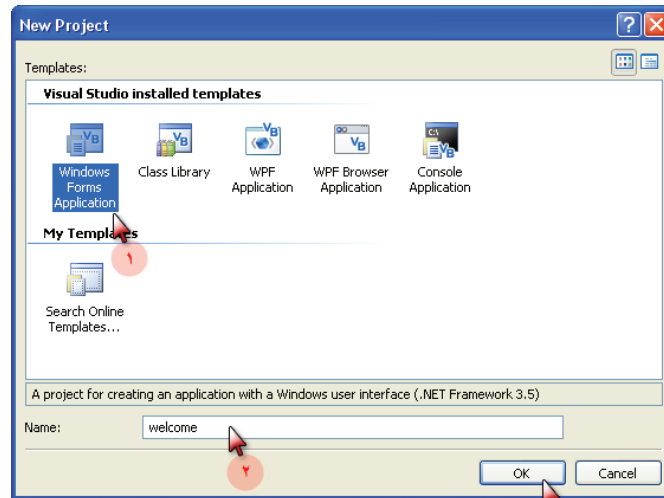 New Project
Templates:
Visual Studio installed templates
Windows Forms Application
Class Library
WPF Application
WPF Browser Application
Console Application
My Templates
١
Search Online Templates...
A project for creating an application with a Windows user interface (.NET Framework 3.5)
Name:
welcome
٢
OK
Cancel